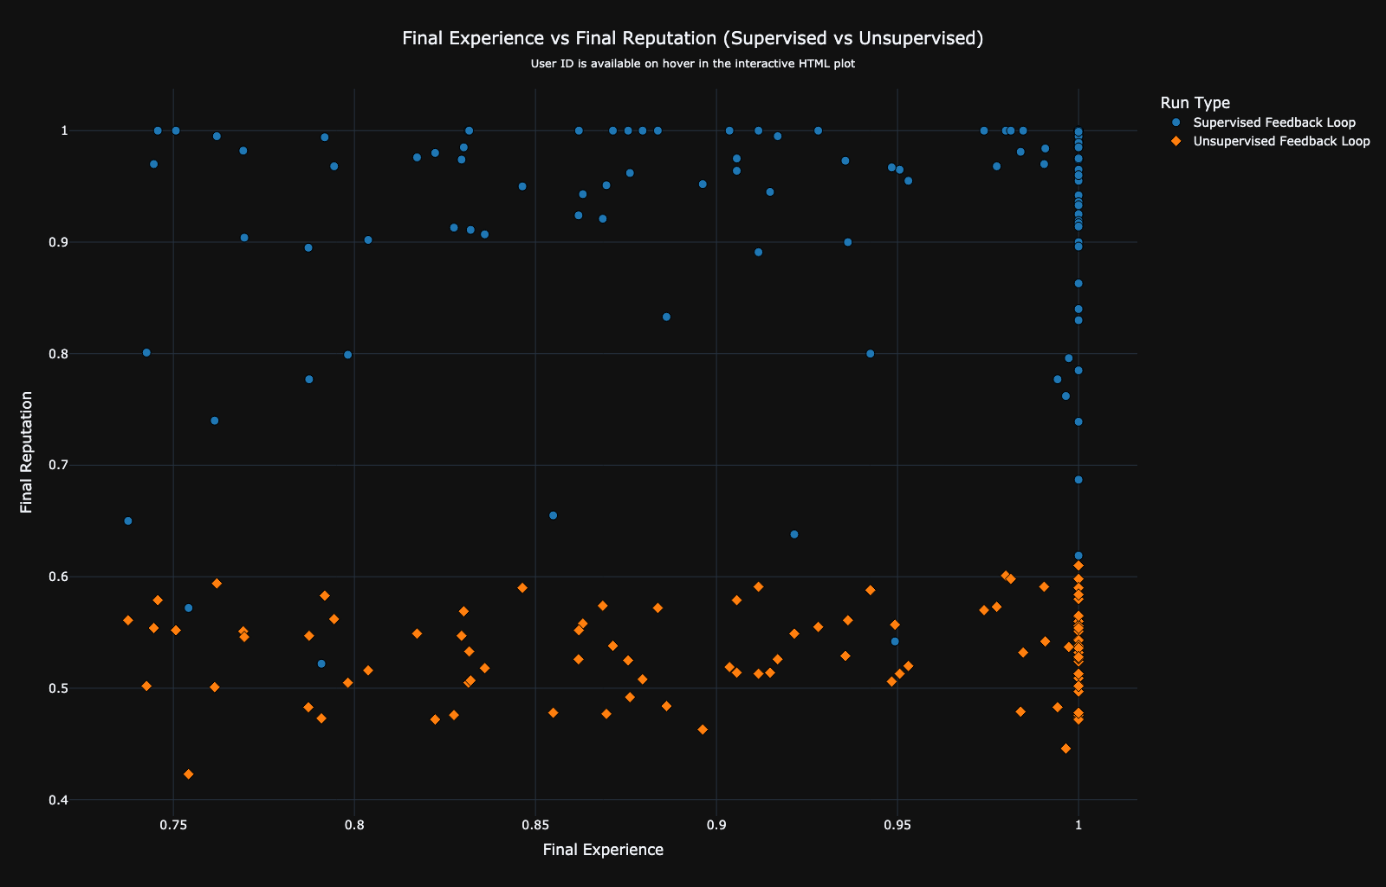 Final Experience vs Final Reputation (Supervised vs Unsupervised)
User ID is available on hover in the interactive HTML plot
Run Type
Supervised Feedback Loop
Unsupervised Feedback Loop
1
0.9
0.8
0.7
0.6
0.5
0.4
Final Reputation
0.75
0.8
0.85
0.9
0.95
1
Final Experience